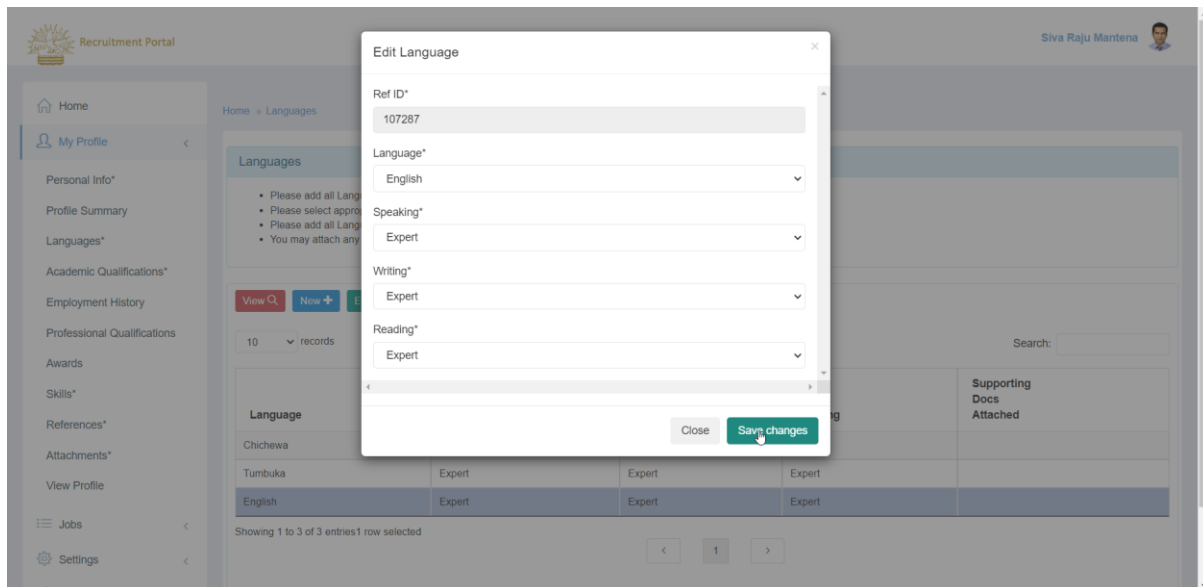 Recruitment Portal
Siva Raju Mantena
Home
My Profile
Personal Info*
Profile Summary
Languages*
Academic Qualifications*
Employment History
Professional Qualifications
Awards
Skills*
References*
Attachments*
View Profile
Jobs
Settings
Home Languages
Languages
Please add all Lang
Please select appro
Please add all Lang
You may attach any
View New
10 records
Search:
Language
Supporting
Docs
Attached
Chichewa
Tumbuka Expert Expert Expert
English Expert Expert Expert
Showing 1 to 3 of 3 entries1 row selected
< 1 >
Edit Language ×
Ref ID*
107287
Language*
English
Speaking*
Expert
Writing*
Expert
Reading*
Expert
Close Save changes